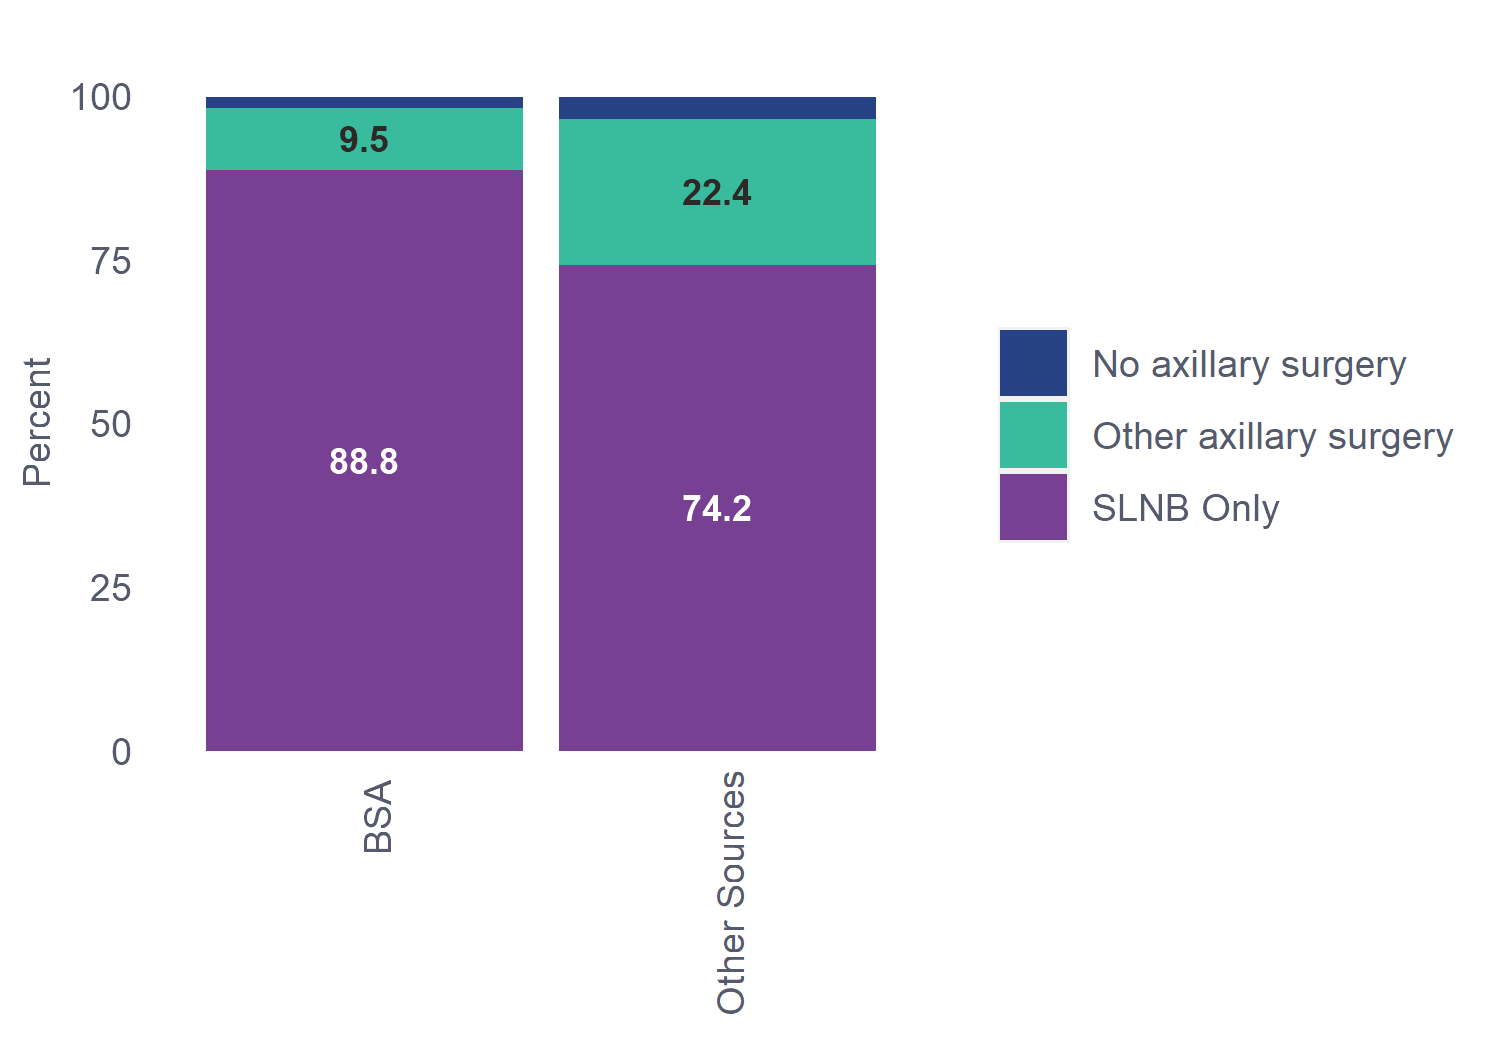 Percent
100
75
50
25
0
9.5
88.8
22.4
74.2
BSA
Other Sources
No axillary surgery
Other axillary surgery
SLNB Only